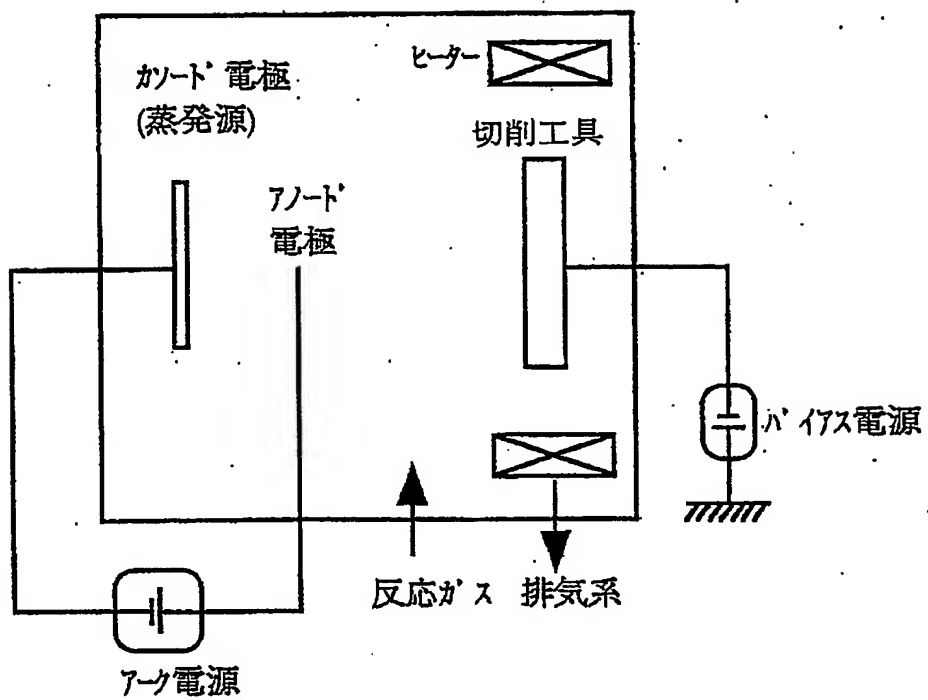 ヒーター
カソード電極
(蒸発源)
切削工具
アノード
電極
バイアス電源
反応ガス 排気系
アーク電源